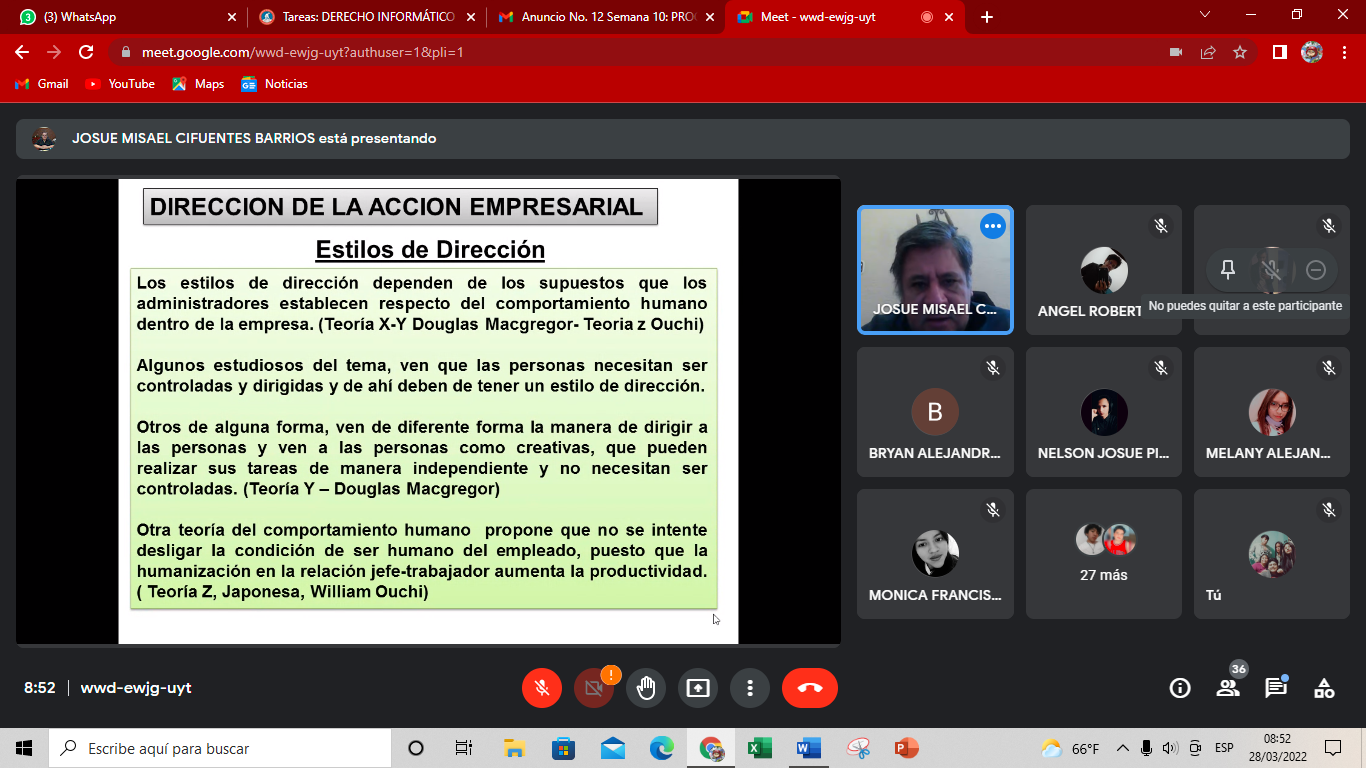 (3) WhatsApp
Tareas: DERECHO INFORMÁTICO
Anuncio No. 12 Semana 10: PROC
Meet - wwd-ewjg-uyt
meet.google.com/wwd-ewjg-uyt?authuser=1&pli=1
Gmail
YouTube
Maps
Noticias
JOSUE MISAEL CIFUENTES BARRIOS está presentando
DIRECCION DE LA ACCION EMPRESARIAL
Estilos de Dirección
Los estilos de dirección dependen de los supuestos que los
administradores establecen respecto del comportamiento humano
dentro de la empresa. (Teoría X-Y Douglas Macgregor- Teoria z Ouchi)
Algunos estudiosos del tema, ven que las personas necesitan ser
controladas y dirigidas y de ahí deben de tener un estilo de dirección.
Otros de alguna forma, ven de diferente forma la manera de dirigir a
las personas y ven a las personas como creativas, que pueden
realizar sus tareas de manera independiente y no necesitan ser
controladas. (Teoría Y – Douglas Macgregor)
Otra teoría del comportamiento humano propone que no se intente
desligar la condición de ser humano del empleado, puesto que la
humanización en la relación jefe-trabajador aumenta la productividad.
( Teoría Z, Japonesa, William Ouchi)
JOSUE MISAEL C...
ANGEL ROBERT
No puedes quitar a este participante
B
BRYAN ALEJANDR...
NELSON JOSUE PI...
MELANY ALEJAN...
MONICA FRANCIS...
27 más
Tú
8:52 | wwd-ewjg-uyt
36
Escribe aquí para buscar
66°F
ESP
08:52
28/03/2022